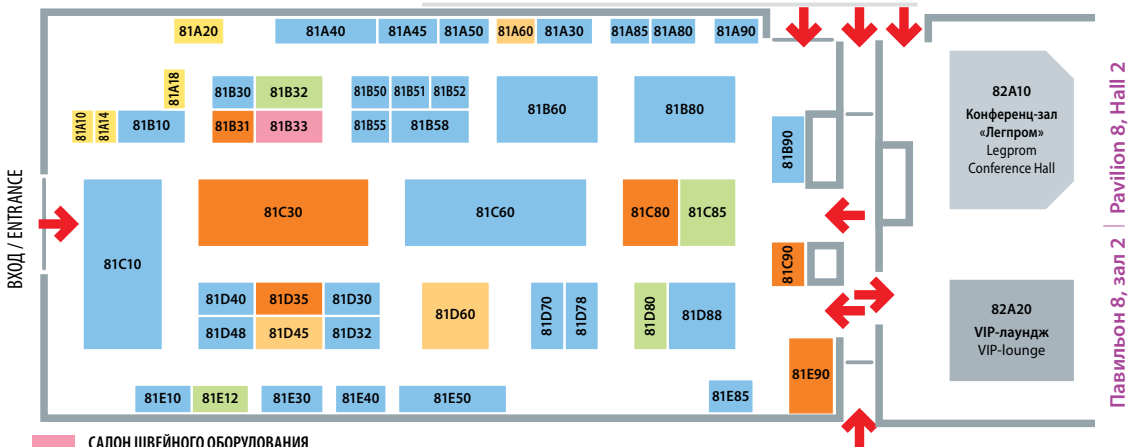 81A20
81A40
81A45
81A50
81A60
81A30
81A85
81A80
81A90
81A18
81B30
81B32
81B50
81B51
81B52
81B60
81B80
81A10
81A14
81B10
81B31
81B33
81B55
81B58
81B90
82A10
Конференц-зал
«Легпром»
Legprom
Conference Hall
ВХОД / ENTRANCE
81C10
81C30
81C60
81C80
81C85
81C90
81D40
81D35
81D30
81D60
81D70
81D78
81D80
81D88
81D48
81D45
81D32
82A20
VIP-лаундж
VIP-lounge
81E10
81E12
81E30
81E40
81E50
81E85
81E90
Павильон 8, зал 2 | Pavilion 8, Hall 2
САЛОН ШВЕЙНОГО ОБОРУДОВАНИЯ